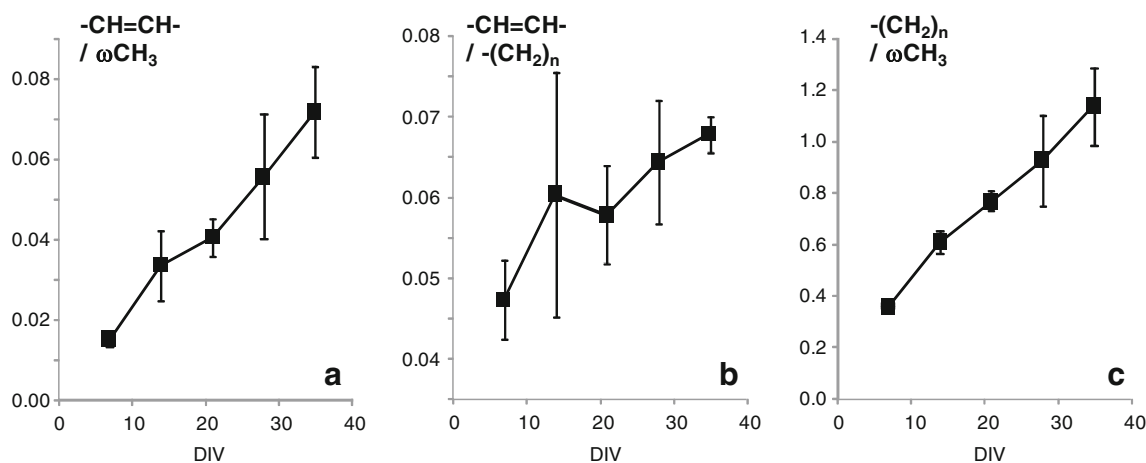 -CH=CH-
/ ωCH₃
0.08
0.06
0.04
0.02
0.00
0 10 20 30 40
DIV
a
-CH=CH-
/ -(CH₂)ₙ
0.08
0.07
0.06
0.05
0.04
0 10 20 30 40
DIV
b
-(CH₂)ₙ
/ ωCH₃
1.4
1.2
1.0
0.8
0.6
0.4
0.2
0.0
0 10 20 30 40
DIV
c